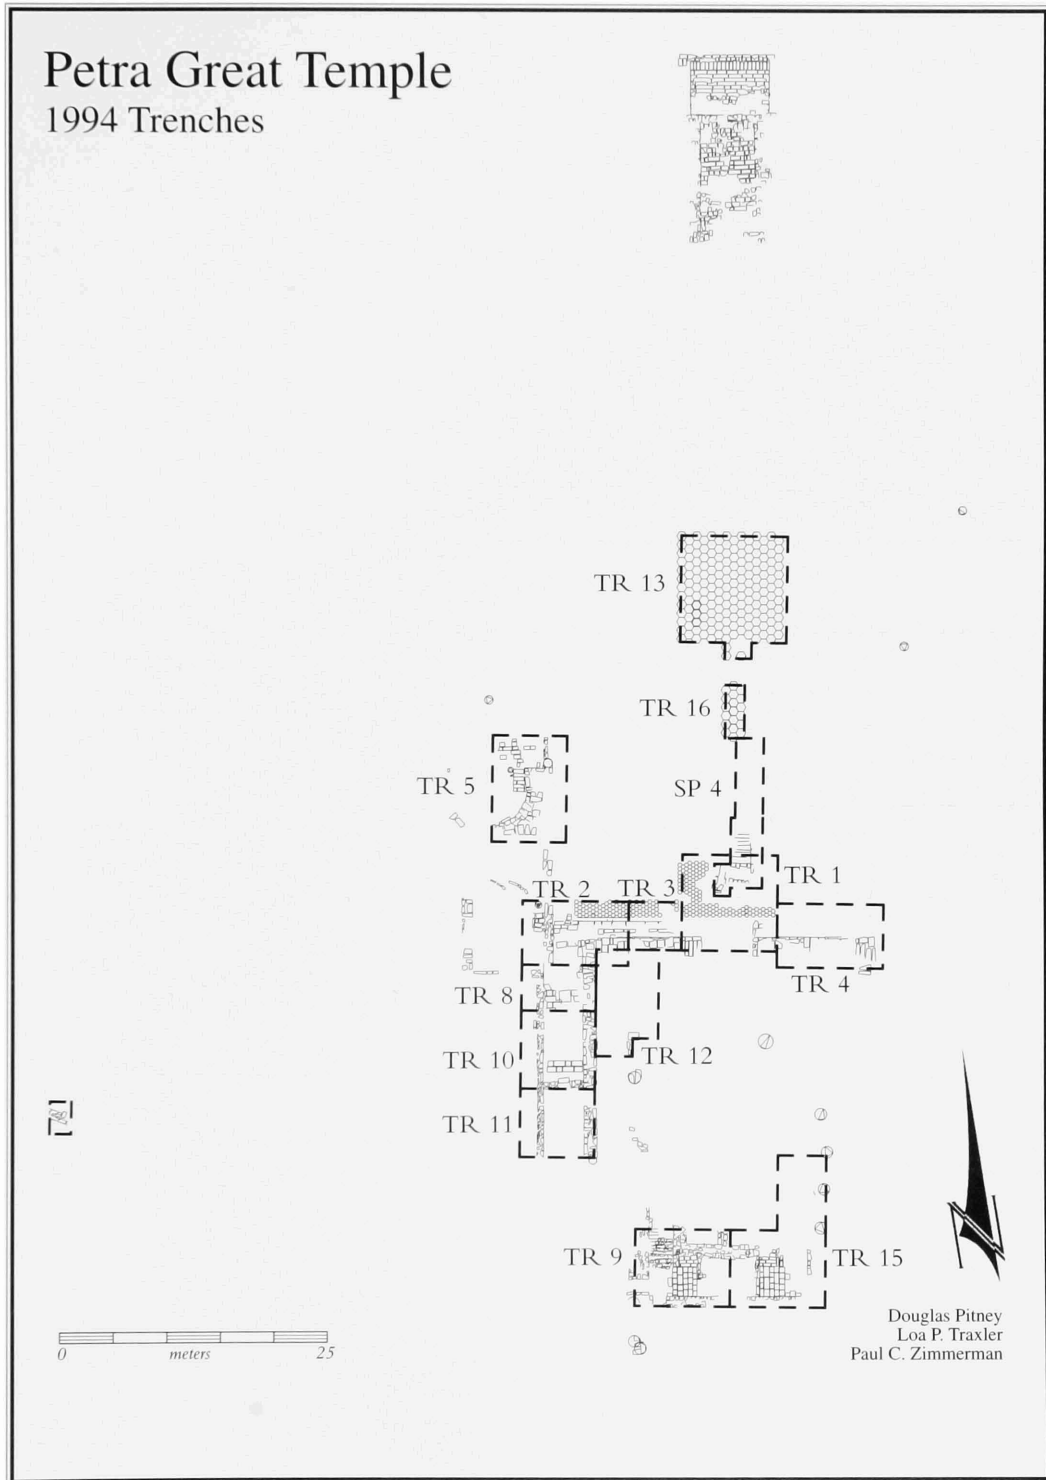 Petra Great Temple
1994 Trenches
TR 13
TR 16
TR 5
SP 4
TR 1
TR 2
TR 3
TR 4
TR 8
TR 10
TR 12
TR 11
TR 9
TR 15
N
0 meters 25
Douglas Pitney
Loa P. Traxler
Paul C. Zimmerman